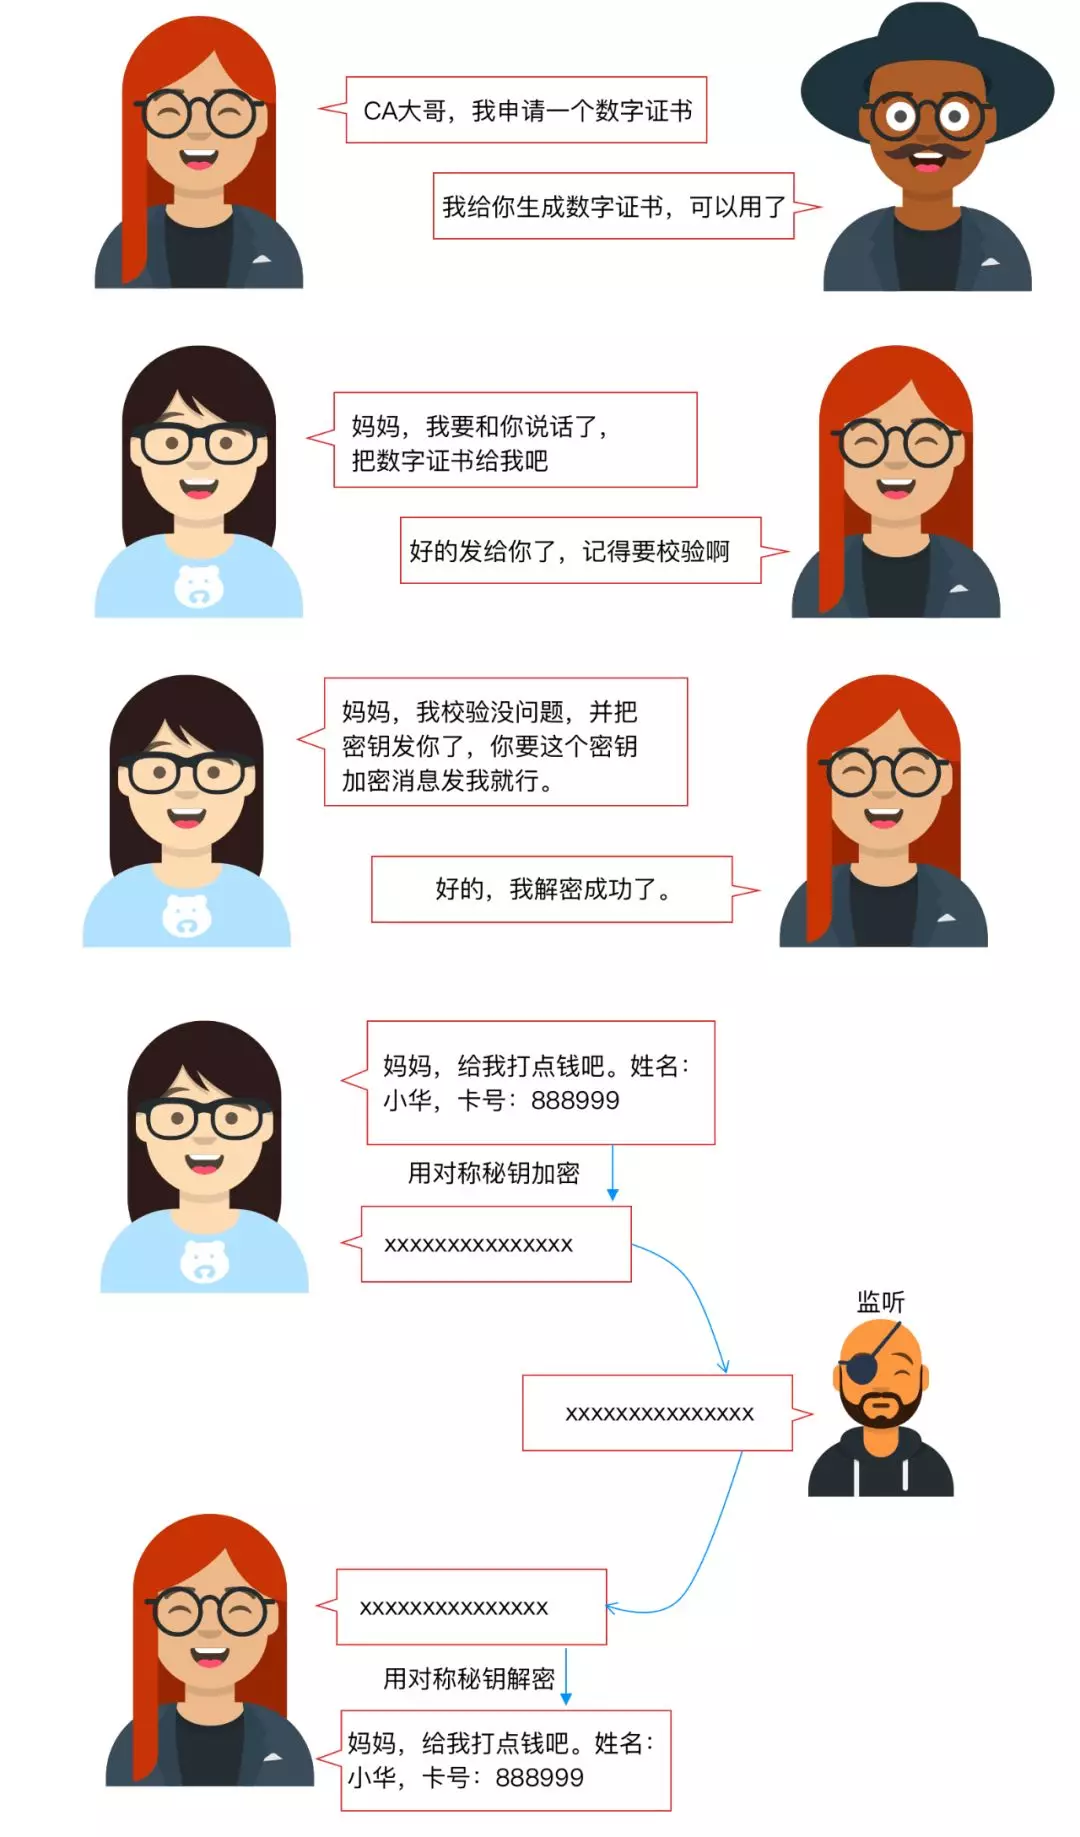 CA大哥，我申请一个数字证书
我给你生成数字证书，可以用了
妈妈，我要和你说话了，
把数字证书给我吧
好的发给你了，记得要校验啊
妈妈，我校验没问题，并把
密钥发你了，你要这个密钥
加密消息发我就行。
好的，我解密成功了。
妈妈，给我打点钱吧。姓名：
小华，卡号：888999
用对称秘钥加密
xxxxxxxxxxxxxxx
监听
xxxxxxxxxxxxxxx
xxxxxxxxxxxxxxx
用对称秘钥解密
妈妈，给我打点钱吧。姓名：
小华，卡号：888999